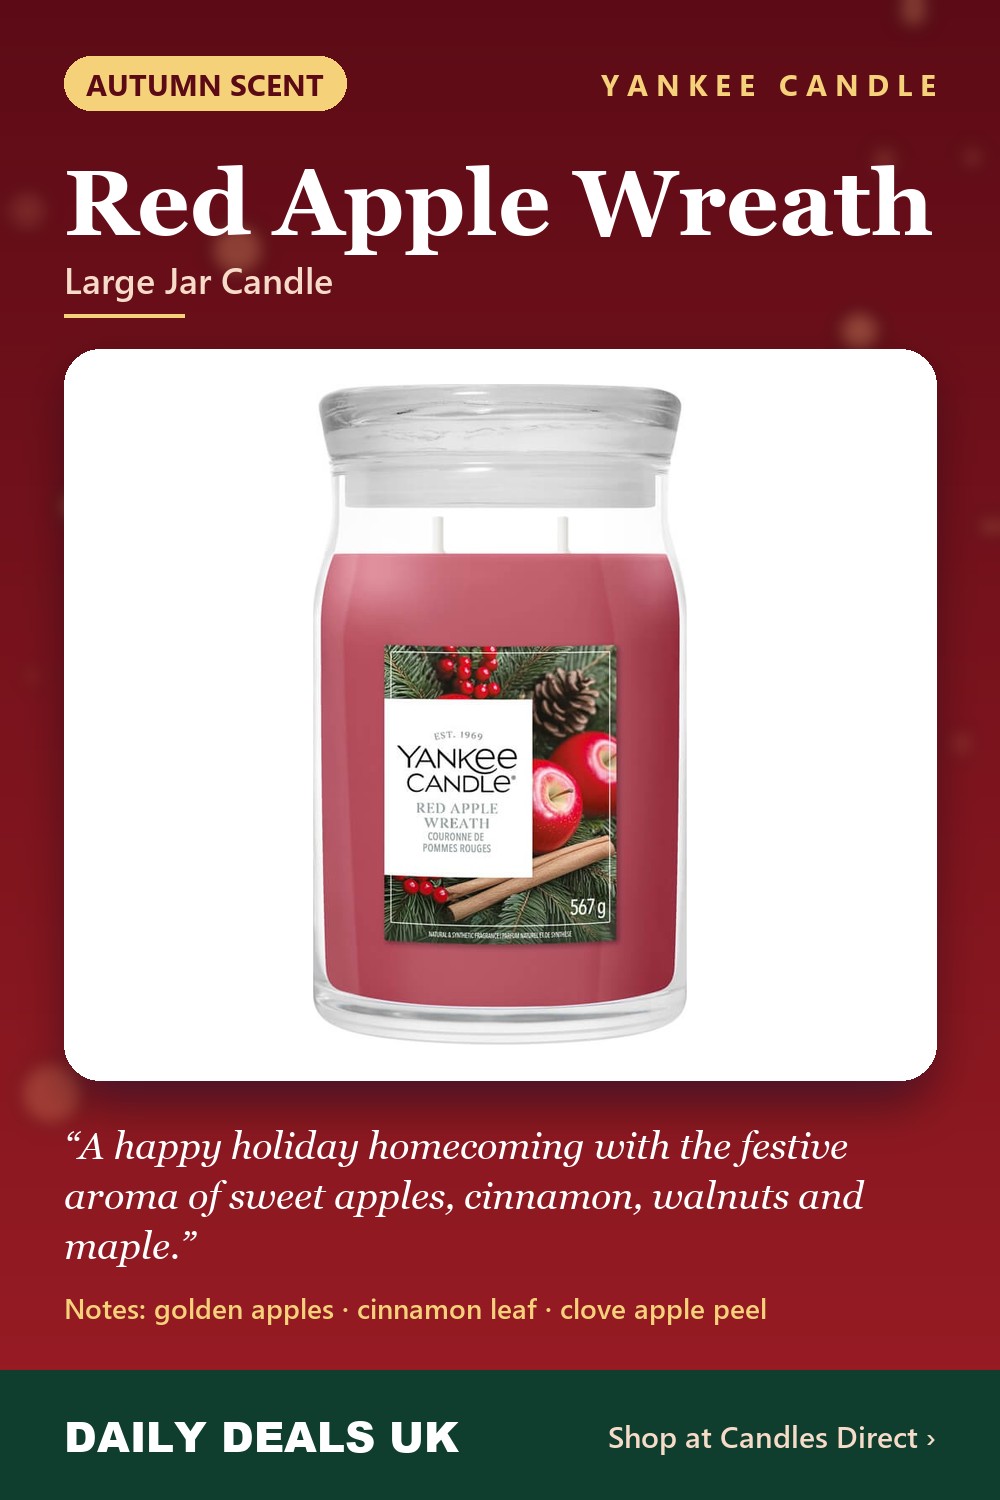 AUTUMN SCENT
YANKEE CANDLE
Red Apple Wreath
Large Jar Candle
EST. 1969
YANKEE
CANDLE®
RED APPLE
WREATH
COURONNE DE
POMMES ROUGES
567 g
NATURAL & SYNTHETIC FRAGRANCE | PARFUM NATUREL ET DE SYNTHÈSE
“A happy holiday homecoming with the festive
aroma of sweet apples, cinnamon, walnuts and
maple.”
Notes: golden apples · cinnamon leaf · clove apple peel
DAILY DEALS UK
Shop at Candles Direct ›